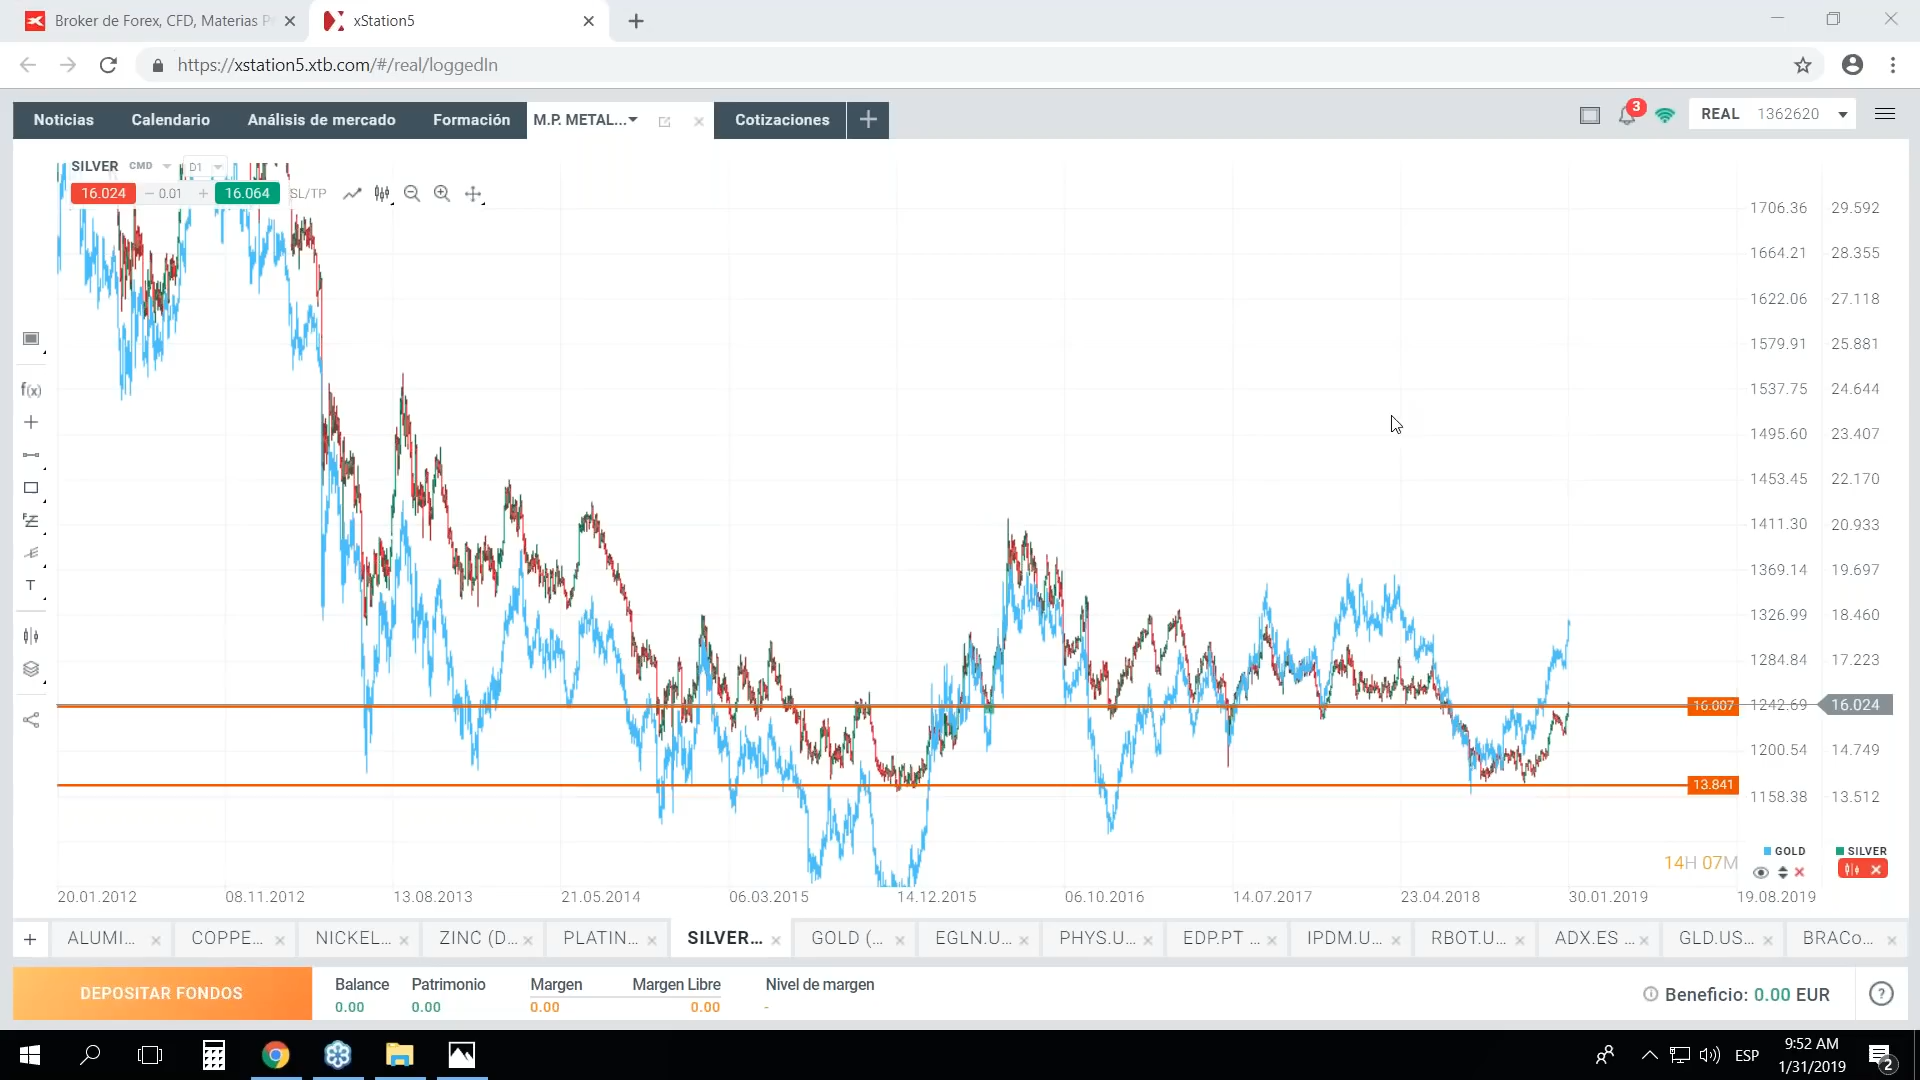 Broker de Forex, CFD, Materias P
xStation5
https://xstation5.xtb.com/#/real/loggedIn
Noticias
Calendario
Análisis de mercado
Formación
M.P. METAL...
Cotizaciones
3
REAL 1362620
SILVER CMD D1
16.024 − 0.01 + 16.064 SL/TP
1706.36 29.592
1664.21 28.355
1622.06 27.118
1579.91 25.881
1537.75 24.644
1495.60 23.407
1453.45 22.170
1411.30 20.933
1369.14 19.697
1326.99 18.460
1284.84 17.223
16.007 1242.69 16.024
1200.54 14.749
13.841
1158.38 13.512
f(x)
T
GOLD SILVER
14H 07M
20.01.2012 08.11.2012 13.08.2013 21.05.2014 06.03.2015 14.12.2015 06.10.2016 14.07.2017 23.04.2018 30.01.2019 19.08.2019
+ ALUMI... COPPE... NICKEL... ZINC (D... PLATIN... SILVER... GOLD (... EGLN.U... PHYS.U... EDP.PT ... IPDM.U... RBOT.U... ADX.ES ... GLD.US... BRACo...
DEPOSITAR FONDOS
Balance Patrimonio Margen Margen Libre Nivel de margen
0.00 0.00 0.00 0.00 -
Beneficio: 0.00 EUR
?
ESP
9:52 AM
1/31/2019
2